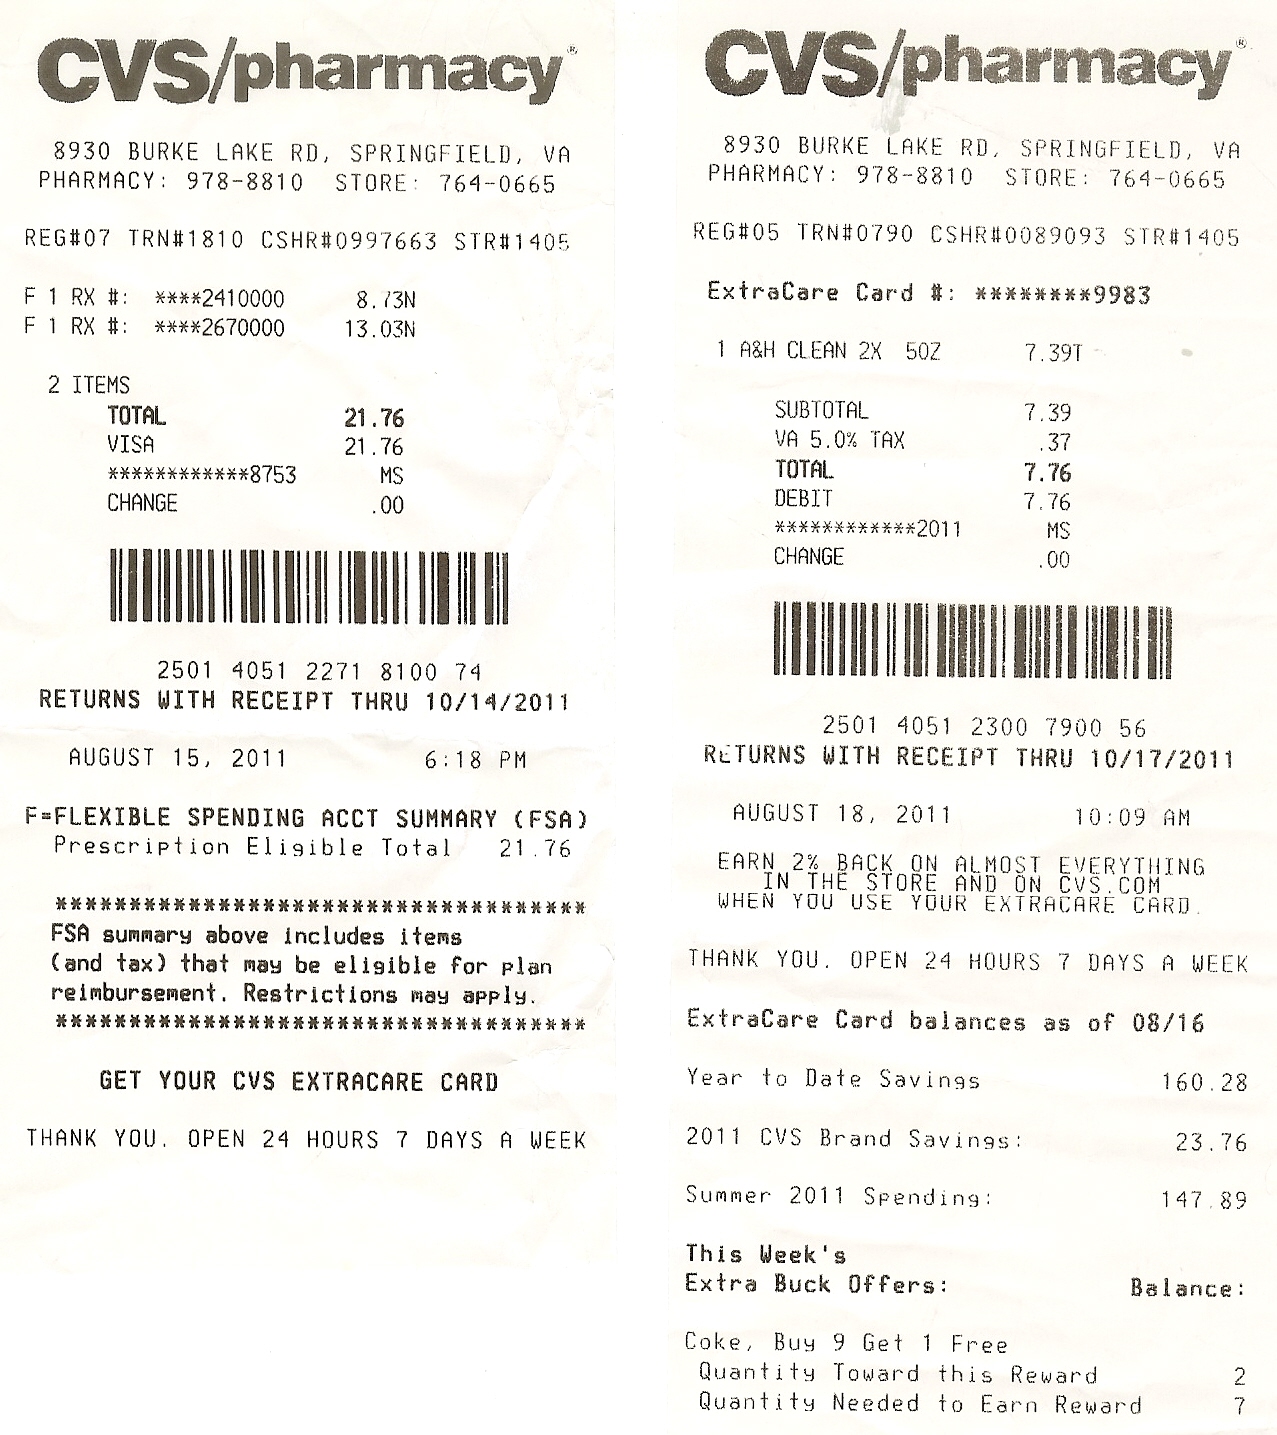 CVS/pharmacy®
8930 BURKE LAKE RD, SPRINGFIELD, VA
PHARMACY: 978-8810 STORE: 764-0665
REG#07 TRN#1810 CSHR#0997663 STR#1405
F 1 RX #: ****2410000 8.73N
F 1 RX #: ****2670000 13.03N
2 ITEMS
TOTAL 21.76
VISA 21.76
************8753 MS
CHANGE .00
2501 4051 2271 8100 74
RETURNS WITH RECEIPT THRU 10/14/2011
AUGUST 15, 2011 6:18 PM
F=FLEXIBLE SPENDING ACCT SUMMARY (FSA)
Prescription Eligible Total 21.76
************************************
FSA summary above includes items
(and tax) that may be eligible for plan
reimbursement. Restrictions may apply.
************************************
GET YOUR CVS EXTRACARE CARD
THANK YOU. OPEN 24 HOURS 7 DAYS A WEEK
CVS/pharmacy®
8930 BURKE LAKE RD, SPRINGFIELD, VA
PHARMACY: 978-8810 STORE: 764-0665
REG#05 TRN#0790 CSHR#0089093 STR#1405
ExtraCare Card #: ********9983
1 A&H CLEAN 2X 50Z 7.39T
SUBTOTAL 7.39
VA 5.0% TAX .37
TOTAL 7.76
DEBIT 7.76
************2011 MS
CHANGE .00
2501 4051 2300 7900 56
RETURNS WITH RECEIPT THRU 10/17/2011
AUGUST 18, 2011 10:09 AM
EARN 2% BACK ON ALMOST EVERYTHING
IN THE STORE AND ON CVS.COM
WHEN YOU USE YOUR EXTRACARE CARD.
THANK YOU. OPEN 24 HOURS 7 DAYS A WEEK
ExtraCare Card balances as of 08/16
Year to Date Savings 160.28
2011 CVS Brand Savings: 23.76
Summer 2011 Spending: 147.89
This Week's
Extra Buck Offers: Balance:
Coke, Buy 9 Get 1 Free
Quantity Toward this Reward 2
Quantity Needed to Earn Reward 7